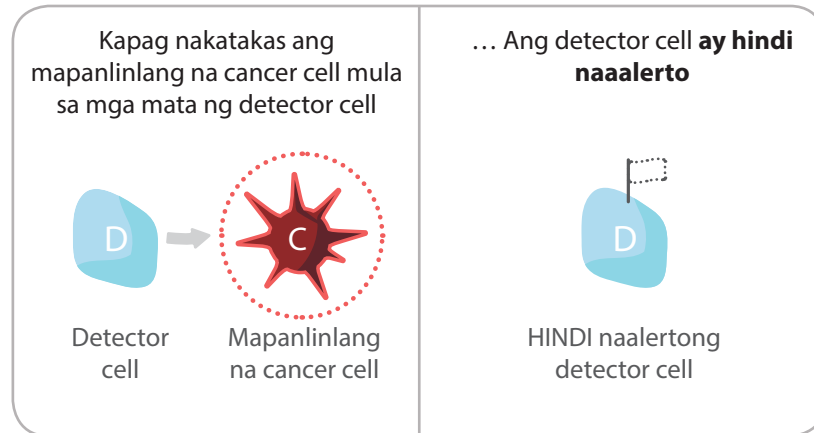 Kapag nakatakas ang
mapanlinlang na cancer cell mula
sa mga mata ng detector cell
D
C
Detector
cell
Mapanlinlang
na cancer cell
… Ang detector cell ay hindi
naaalerto
D
HINDI naalertong
detector cell